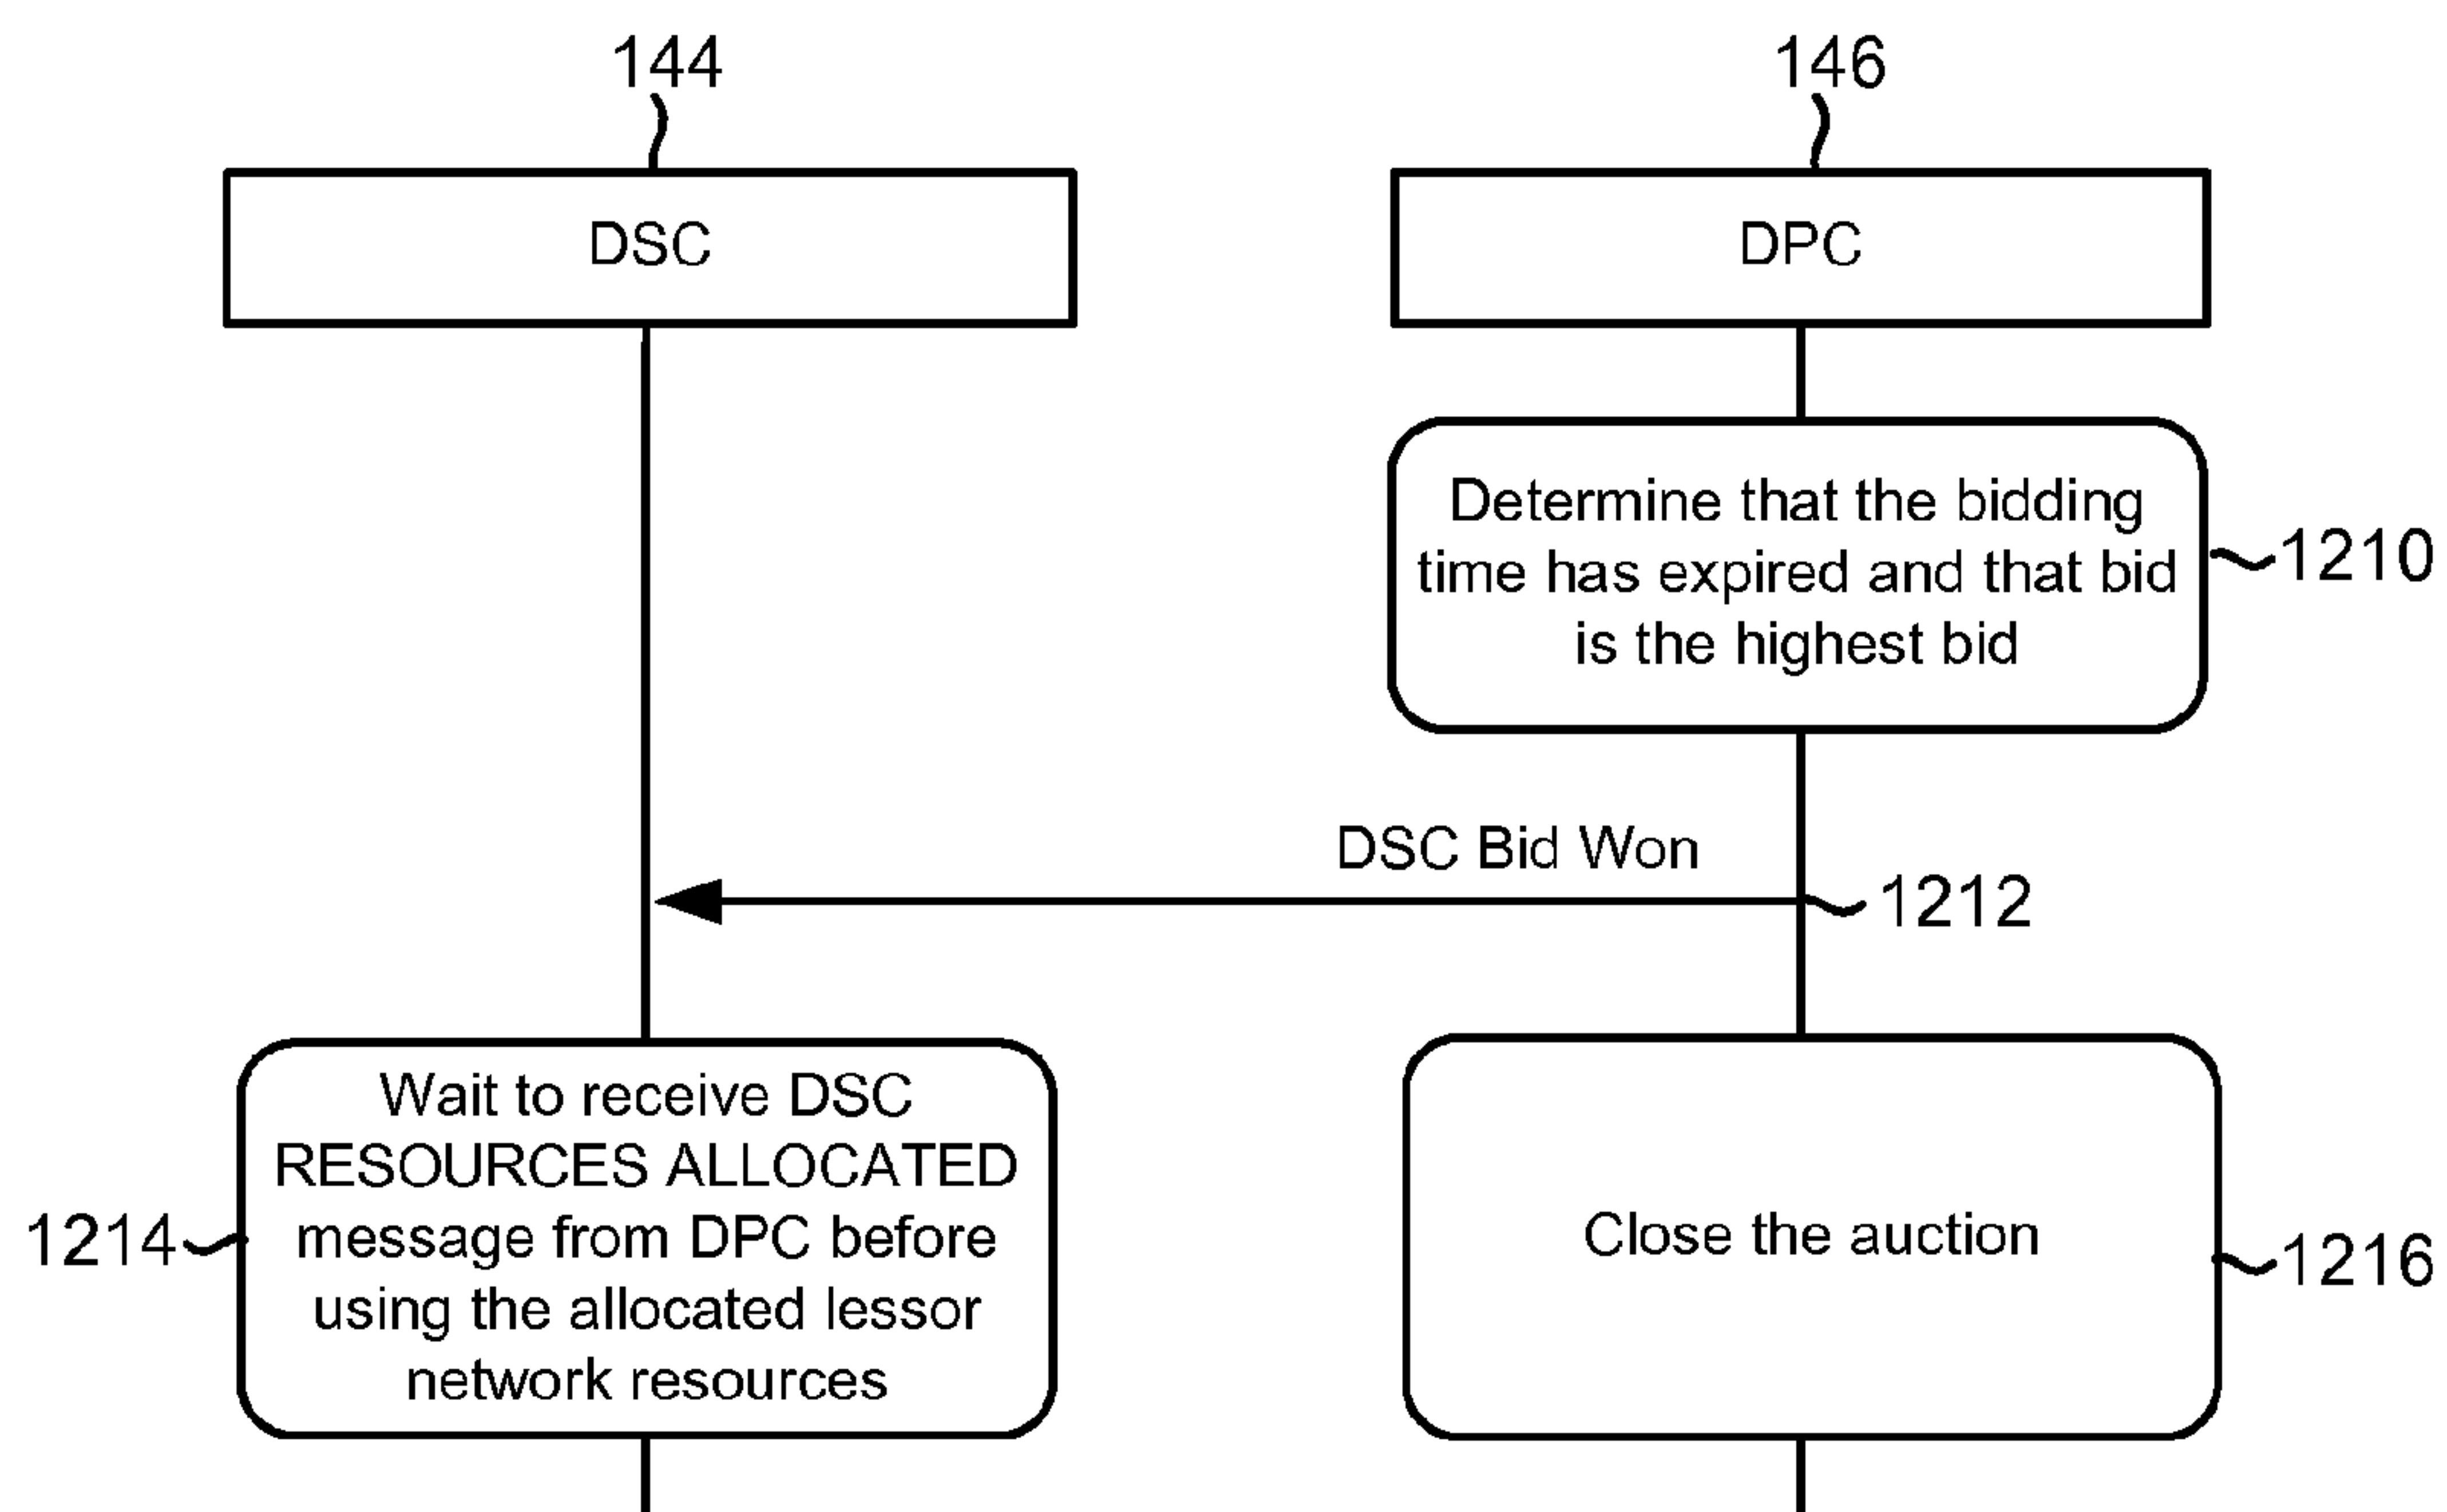 144
146
DSC
DPC
Determine that the bidding
time has expired and that bid
is the highest bid
1210
DSC Bid Won
1212
Wait to receive DSC
RESOURCES ALLOCATED
message from DPC before
using the allocated lessor
network resources
1214
Close the auction
1216